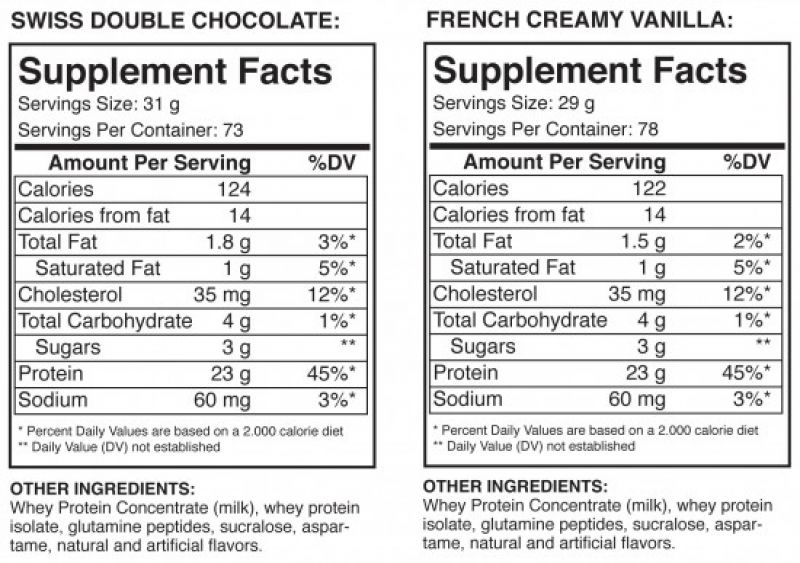 SWISS DOUBLE CHOCOLATE:
Supplement Facts
Servings Size: 31 g
Servings Per Container: 73
Amount Per Serving %DV
Calories 124
Calories from fat 14
Total Fat 1.8 g 3%*
Saturated Fat 1 g 5%*
Cholesterol 35 mg 12%*
Total Carbohydrate 4 g 1%*
Sugars 3 g **
Protein 23 g 45%*
Sodium 60 mg 3%*
* Percent Daily Values are based on a 2.000 calorie diet
** Daily Value (DV) not established
OTHER INGREDIENTS:
Whey Protein Concentrate (milk), whey protein
isolate, glutamine peptides, sucralose, aspar-
tame, natural and artificial flavors.
FRENCH CREAMY VANILLA:
Supplement Facts
Servings Size: 29 g
Servings Per Container: 78
Amount Per Serving %DV
Calories 122
Calories from fat 14
Total Fat 1.5 g 2%*
Saturated Fat 1 g 5%*
Cholesterol 35 mg 12%*
Total Carbohydrate 4 g 1%*
Sugars 3 g **
Protein 23 g 45%*
Sodium 60 mg 3%*
* Percent Daily Values are based on a 2.000 calorie diet
** Daily Value (DV) not established
OTHER INGREDIENTS:
Whey Protein Concentrate (milk), whey protein
isolate, glutamine peptides, sucralose, aspar-
tame, natural and artificial flavors.